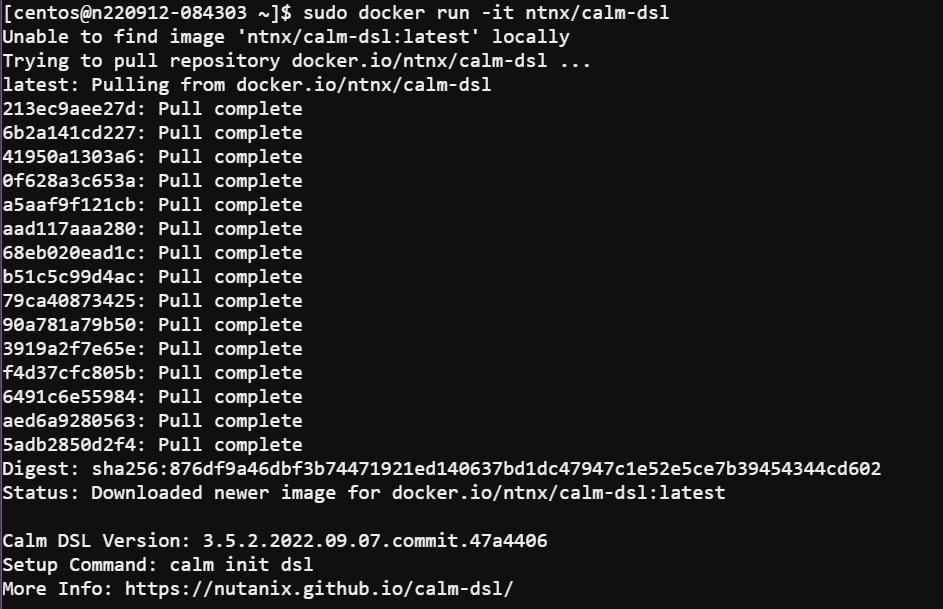 [centos@n220912-084303 ~]$ sudo docker run -it ntnx/calm-dsl
Unable to find image 'ntnx/calm-dsl:latest' locally
Trying to pull repository docker.io/ntnx/calm-dsl ...
latest: Pulling from docker.io/ntnx/calm-dsl
213ec9aee27d: Pull complete
6b2a141cd227: Pull complete
41950a1303a6: Pull complete
0f628a3c653a: Pull complete
a5aaf9f121cb: Pull complete
aad117aaa280: Pull complete
68eb020ead1c: Pull complete
b51c5c99d4ac: Pull complete
79ca40873425: Pull complete
90a781a79b50: Pull complete
3919a2f7e65e: Pull complete
f4d37cfc805b: Pull complete
6491c6e55984: Pull complete
aed6a9280563: Pull complete
5adb2850d2f4: Pull complete
Digest: sha256:876df9a46dbf3b74471921ed140637bd1dc47947c1e52e5ce7b39454344cd602
Status: Downloaded newer image for docker.io/ntnx/calm-dsl:latest
Calm DSL Version: 3.5.2.2022.09.07.commit.47a4406
Setup Command: calm init dsl
More Info: https://nutanix.github.io/calm-dsl/